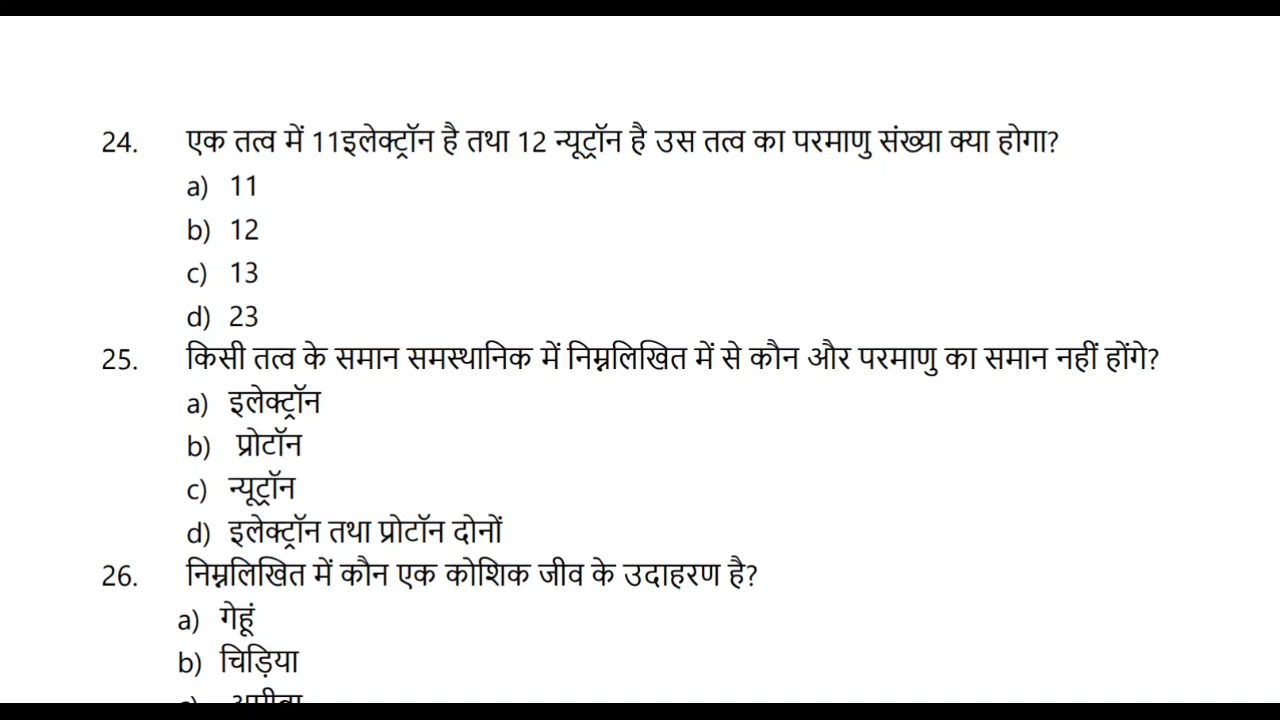 24. एक तत्व में 11इलेक्ट्रॉन है तथा 12 न्यूट्रॉन है उस तत्व का परमाणु संख्या क्या होगा?
a) 11
b) 12
c) 13
d) 23
25. किसी तत्व के समान समस्थानिक में निम्नलिखित में से कौन और परमाणु का समान नहीं होंगे?
a) इलेक्ट्रॉन
b) प्रोटॉन
c) न्यूट्रॉन
d) इलेक्ट्रॉन तथा प्रोटॉन दोनों
26. निम्नलिखित में कौन एक कोशिक जीव के उदाहरण है?
a) गेहूं
b) चिड़िया